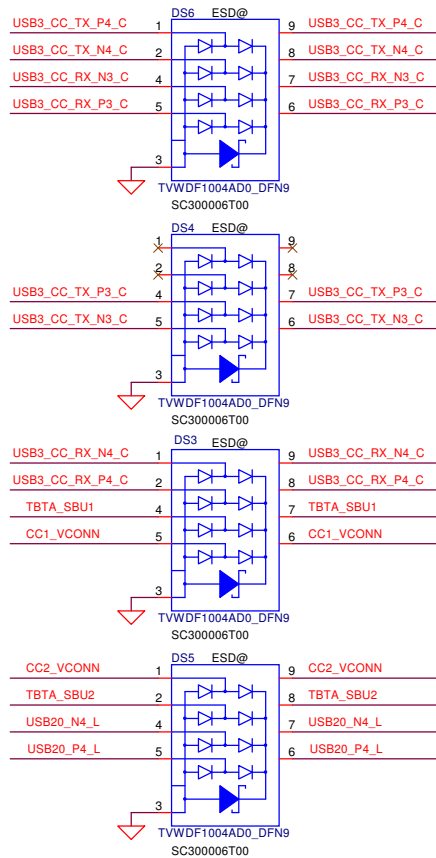 DS6 ESD@
USB3_CC_TX_P4_C 1 9 USB3_CC_TX_P4_C
USB3_CC_TX_N4_C 2 8 USB3_CC_TX_N4_C
USB3_CC_RX_N3_C 4 7 USB3_CC_RX_N3_C
USB3_CC_RX_P3_C 5 6 USB3_CC_RX_P3_C
3
TVWDF1004AD0_DFN9
SC300006T00
DS4 ESD@
1 9
2 8
USB3_CC_TX_P3_C 4 7 USB3_CC_TX_P3_C
USB3_CC_TX_N3_C 5 6 USB3_CC_TX_N3_C
3
TVWDF1004AD0_DFN9
SC300006T00
DS3 ESD@
USB3_CC_RX_N4_C 1 9 USB3_CC_RX_N4_C
USB3_CC_RX_P4_C 2 8 USB3_CC_RX_P4_C
TBTA_SBU1 4 7 TBTA_SBU1
CC1_VCONN 5 6 CC1_VCONN
3
TVWDF1004AD0_DFN9
SC300006T00
DS5 ESD@
CC2_VCONN 1 9 CC2_VCONN
TBTA_SBU2 2 8 TBTA_SBU2
USB20_N4_L 4 7 USB20_N4_L
USB20_P4_L 5 6 USB20_P4_L
3
TVWDF1004AD0_DFN9
SC300006T00